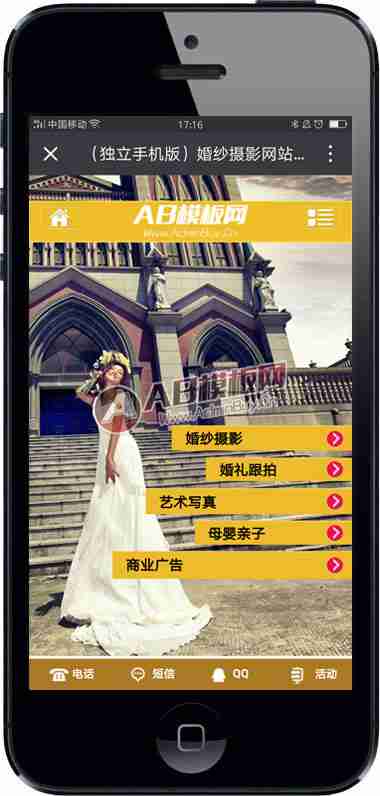 中国移动 17:16
（独立手机版）婚纱摄影网站...
AB模板网
Www.AdminBuy.Cn
AB模板网
Www.AdminBuy.Cn
婚纱摄影
婚礼跟拍
艺术写真
母婴亲子
商业广告
电话 短信 QQ 活动